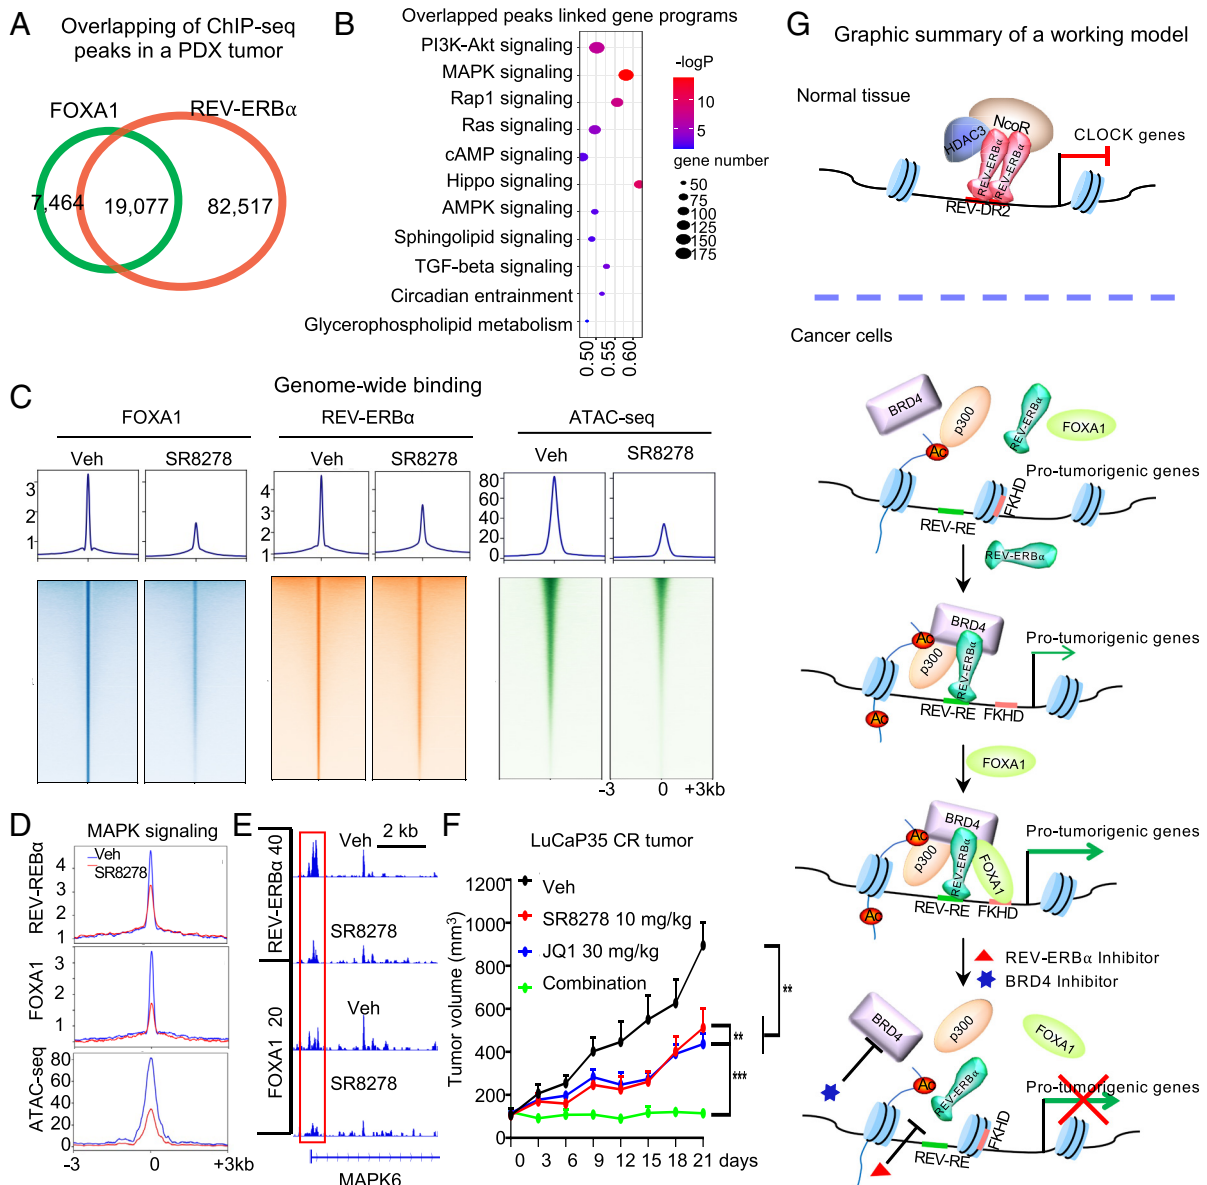 A
Overlapping of ChIP-seq
peaks in a PDX tumor
FOXA1
REV-ERBα
7,464
19,077
82,517
B
Overlapped peaks linked gene programs
PI3K-Akt signaling
MAPK signaling
Rap1 signaling
Ras signaling
cAMP signaling
Hippo signaling
AMPK signaling
Sphingolipid signaling
TGF-beta signaling
Circadian entrainment
Glycerophospholipid metabolism
0.50
0.55
0.60
-logP
10
5
gene number
50
75
100
125
150
175
C
Genome-wide binding
FOXA1
REV-ERBα
ATAC-seq
Veh
SR8278
Veh
SR8278
Veh
SR8278
3
2
1
4
3
2
1
80
60
40
20
0
-3
0
+3kb
D
MAPK signaling
Veh
SR8278
REV-REBα
4
3
2
1
FOXA1
3
2
1
ATAC-seq
80
60
40
20
0
-3
0
+3kb
E
Veh
2 kb
REV-ERBα 40
SR8278
FOXA1 20
Veh
SR8278
MAPK6
F
LuCaP35 CR tumor
Tumor volume (mm³)
1200
1000
800
600
400
200
0
Veh
SR8278 10 mg/kg
JQ1 30 mg/kg
Combination
**
**
***
0 3 6 9 12 15 18 21 days
G
Graphic summary of a working model
Normal tissue
HDAC3
NcoR
REV-ERBα
REV-ERBα
REV-DR2
CLOCK genes
Cancer cells
BRD4
p300
REV-ERBα
FOXA1
Ac
Pro-tumorigenic genes
REV-RE
FKHD
REV-ERBα
BRD4
Ac
p300
REV-ERBα
Pro-tumorigenic genes
REV-RE
FKHD
Ac
FOXA1
BRD4
Ac
p300
REV-ERBα
FOXA1
Pro-tumorigenic genes
REV-RE
FKHD
Ac
REV-ERBα Inhibitor
BRD4 Inhibitor
BRD4
p300
FOXA1
Ac
REV-ERBα
Pro-tumorigenic genes
REV-RE
FKHD